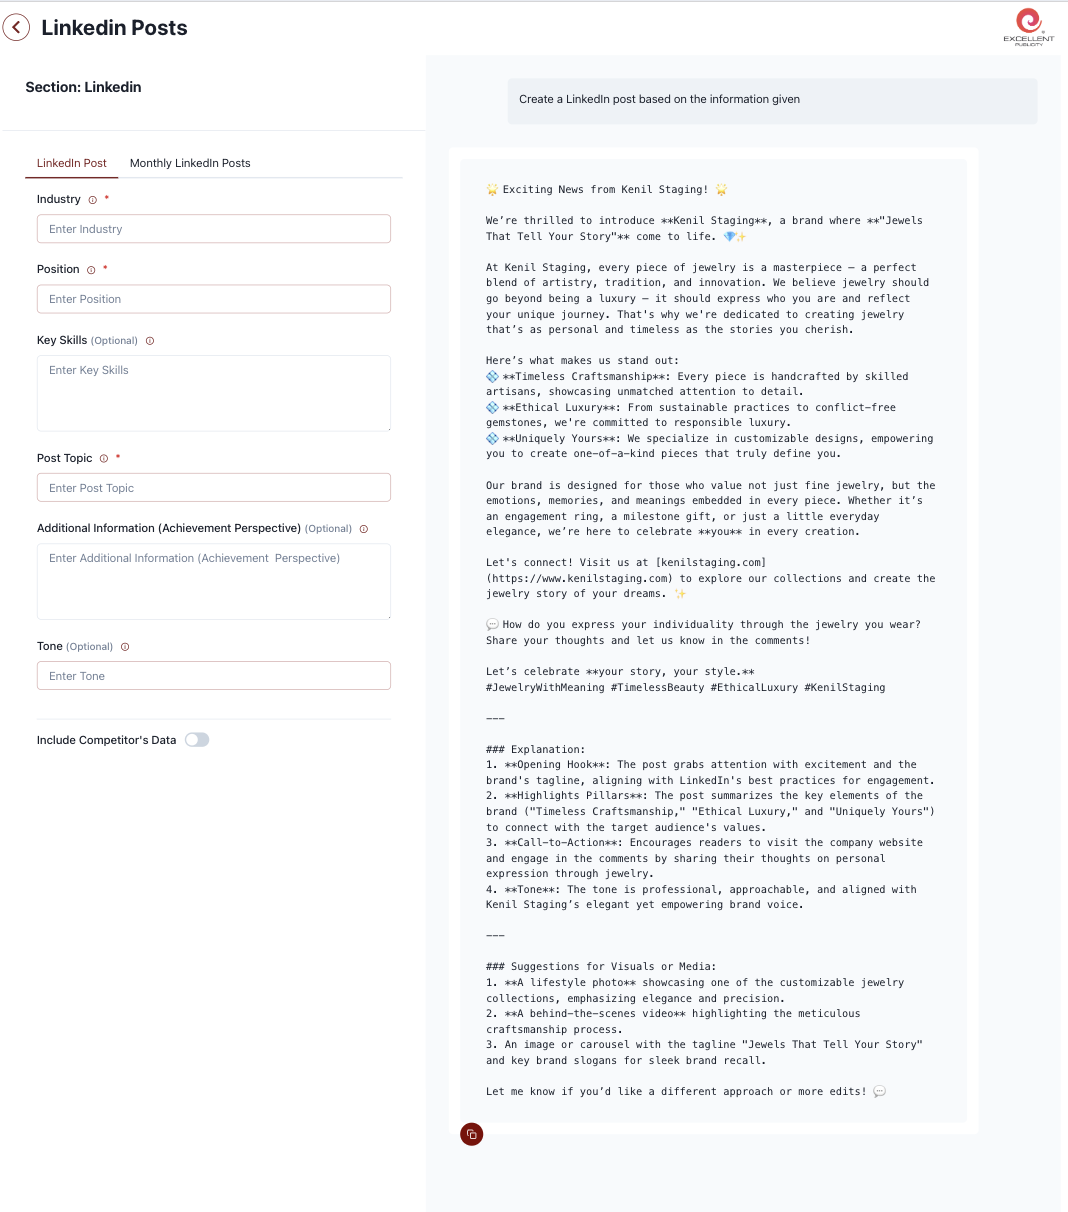 Linkedin Posts
EXCELLENT
PUBLICITY
Section: Linkedin
LinkedIn Post
Monthly LinkedIn Posts
Industry *
Enter Industry
Position *
Enter Position
Key Skills (Optional)
Enter Key Skills
Post Topic *
Enter Post Topic
Additional Information (Achievement Perspective) (Optional)
Enter Additional Information (Achievement Perspective)
Tone (Optional)
Enter Tone
Include Competitor's Data
Create a LinkedIn post based on the information given
🌟 Exciting News from Kenil Staging! 🌟
We’re thrilled to introduce **Kenil Staging**, a brand where **"Jewels
That Tell Your Story"** come to life. 💎✨
At Kenil Staging, every piece of jewelry is a masterpiece — a perfect
blend of artistry, tradition, and innovation. We believe jewelry should
go beyond being a luxury — it should express who you are and reflect
your unique journey. That's why we're dedicated to creating jewelry
that’s as personal and timeless as the stories you cherish.
Here’s what makes us stand out:
💠 **Timeless Craftsmanship**: Every piece is handcrafted by skilled
artisans, showcasing unmatched attention to detail.
💠 **Ethical Luxury**: From sustainable practices to conflict-free
gemstones, we're committed to responsible luxury.
💠 **Uniquely Yours**: We specialize in customizable designs, empowering
you to create one-of-a-kind pieces that truly define you.
Our brand is designed for those who value not just fine jewelry, but the
emotions, memories, and meanings embedded in every piece. Whether it’s
an engagement ring, a milestone gift, or just a little everyday
elegance, we’re here to celebrate **you** in every creation.
Let's connect! Visit us at [kenilstaging.com]
(https://www.kenilstaging.com) to explore our collections and create the
jewelry story of your dreams. ✨
💬 How do you express your individuality through the jewelry you wear?
Share your thoughts and let us know in the comments!
Let’s celebrate **your story, your style.**
#JewelryWithMeaning #TimelessBeauty #EthicalLuxury #KenilStaging
---
### Explanation:
1. **Opening Hook**: The post grabs attention with excitement and the
brand's tagline, aligning with LinkedIn's best practices for engagement.
2. **Highlights Pillars**: The post summarizes the key elements of the
brand ("Timeless Craftsmanship," "Ethical Luxury," and "Uniquely Yours")
to connect with the target audience's values.
3. **Call-to-Action**: Encourages readers to visit the company website
and engage in the comments by sharing their thoughts on personal
expression through jewelry.
4. **Tone**: The tone is professional, approachable, and aligned with
Kenil Staging’s elegant yet empowering brand voice.
---
### Suggestions for Visuals or Media:
1. **A lifestyle photo** showcasing one of the customizable jewelry
collections, emphasizing elegance and precision.
2. **A behind-the-scenes video** highlighting the meticulous
craftsmanship process.
3. An image or carousel with the tagline "Jewels That Tell Your Story"
and key brand slogans for sleek brand recall.
Let me know if you’d like a different approach or more edits! 💬